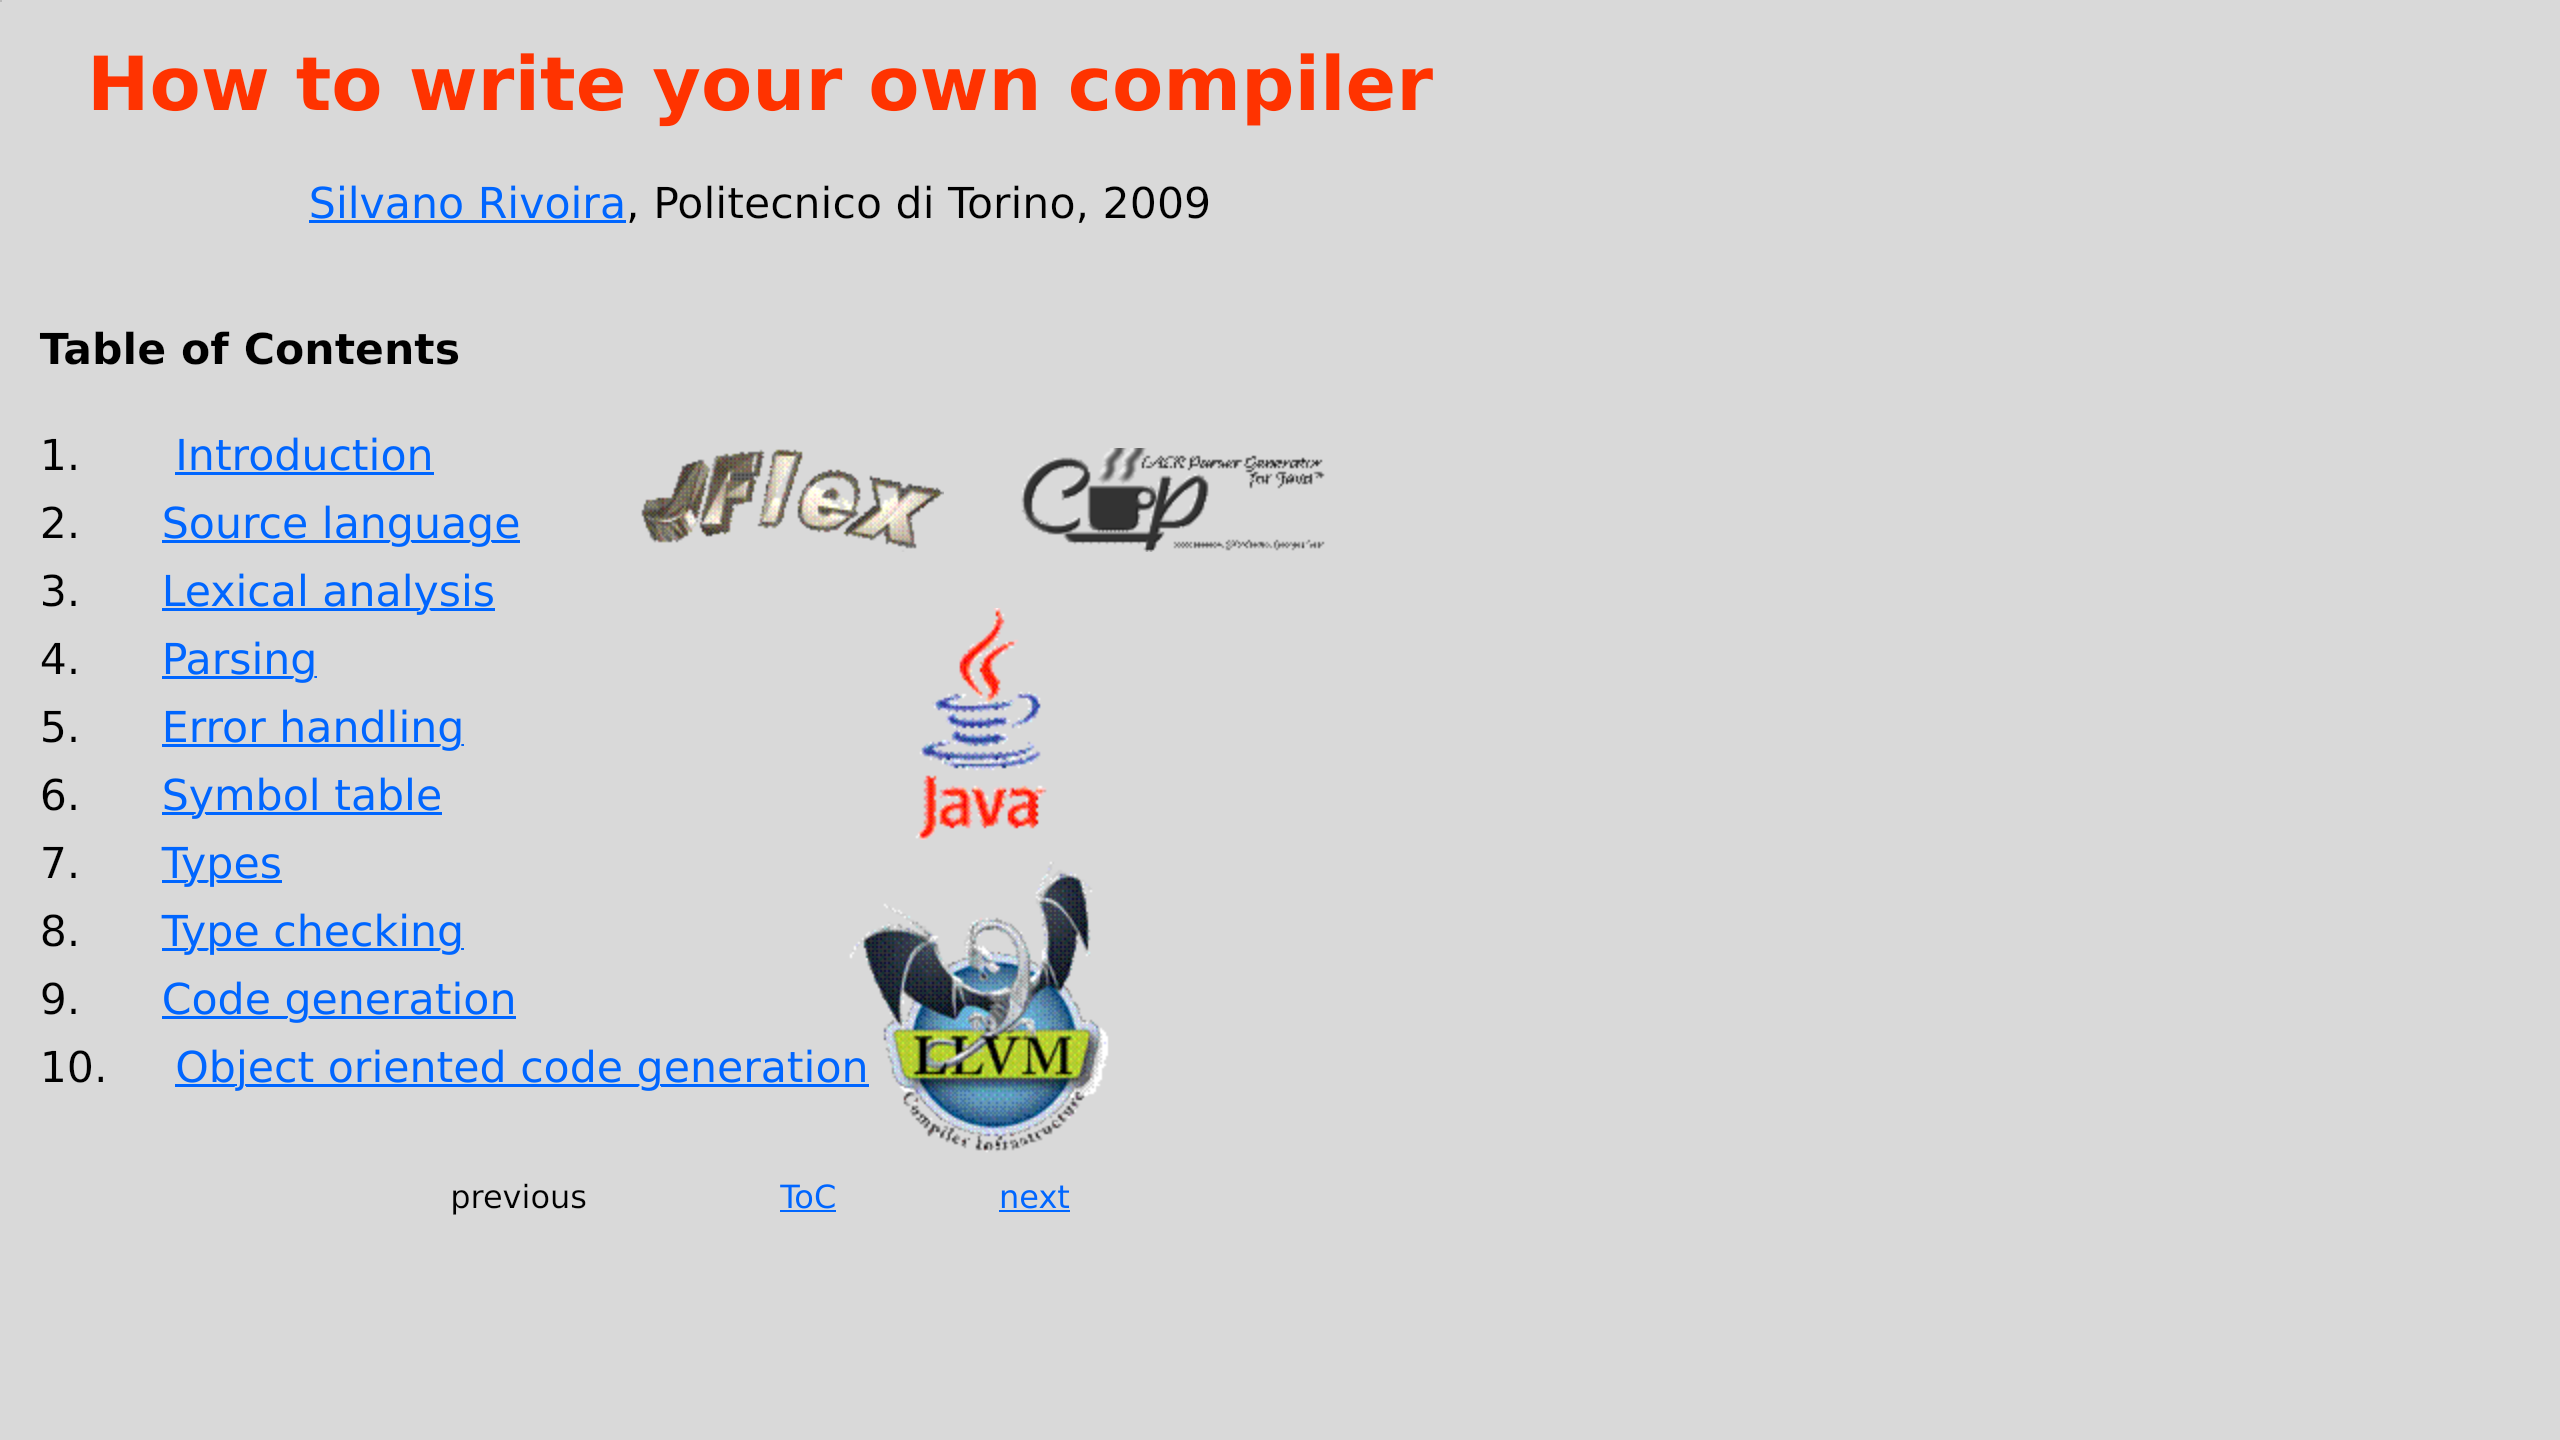 How to write your own compiler
Silvano Rivoira, Politecnico di Torino, 2009
Table of Contents
1. Introduction
2. Source language
3. Lexical analysis
4. Parsing
5. Error handling
6. Symbol table
7. Types
8. Type checking
9. Code generation
10. Object oriented code generation
JFlex
Cup
LALR Parser Generator
for Java™
Java
LLVM
Compiler Infrastructure
previous ToC next